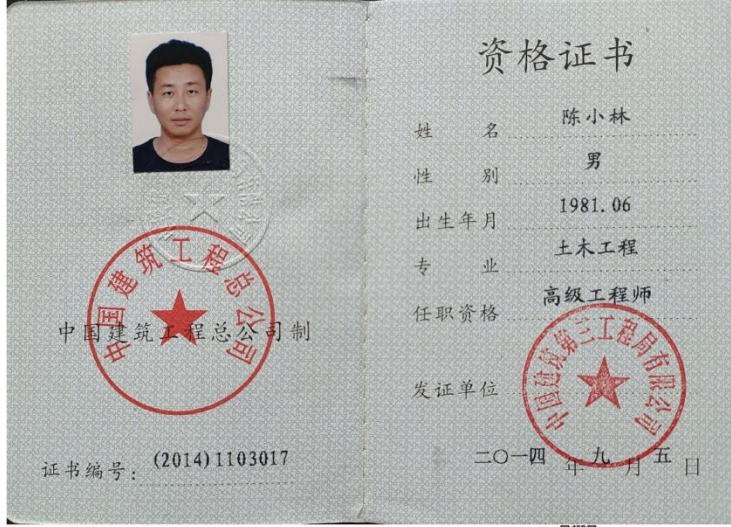 中国建筑工程总公司
中国建筑工程总公司制
证书编号：(2014)1103017
资格证书
姓名 陈小林
性别 男
出生年月 1981.06
专业 土木工程
任职资格 高级工程师
发证单位
中国建筑第三工程局有限公司
二〇一四年九月五日